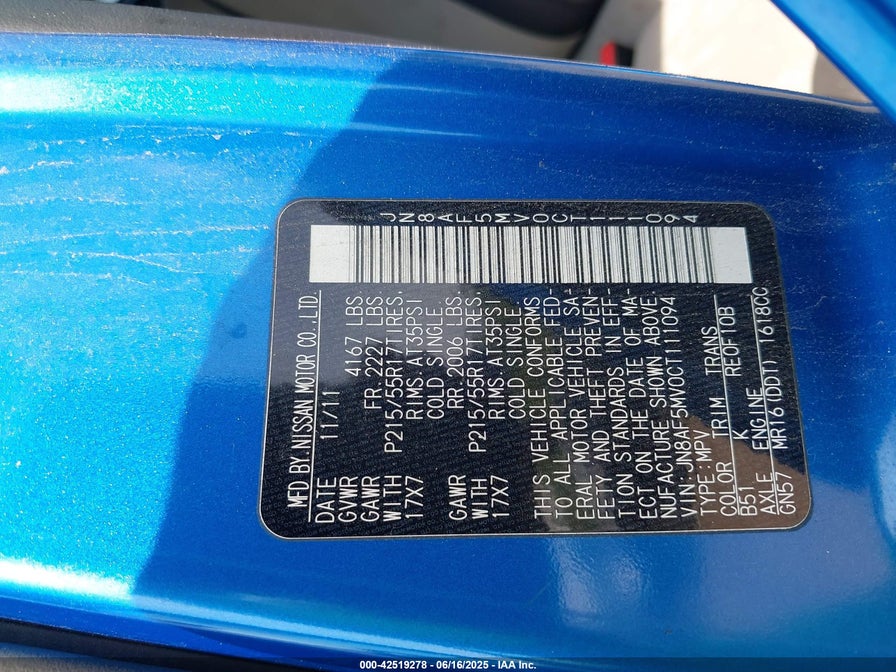 JN8AF5MV0CT111094
MFD BY.NISSAN MOTOR CO.,LTD.
DATE 11/11
GVWR 4167 LBS.
GAWR FR.2227 LBS.
WITH P215/55R17TIRES.
17X7 RIMS AT35PSI
COLD SINGLE.
GAWR RR.2006 LBS.
WITH P215/55R17TIRES.
17X7 RIMS AT35PSI
COLD SINGLE.
THIS VEHICLE CONFORMS
TO ALL APPLICABLE FED-
ERAL MOTOR VEHICLE SA-
FETY AND THEFT PREVEN-
TION STANDARDS IN EFF-
ECT ON THE DATE OF MA-
NUFACTURE SHOWN ABOVE.
VIN:JN8AF5MV0CT111094
TYPE:MPV
COLOR TRIM TRANS
B51 K RE0F10B
AXLE ENGINE
GN57 MR16(DDT) 1618CC
000-42519278 - 06/16/2025 - IAA Inc.